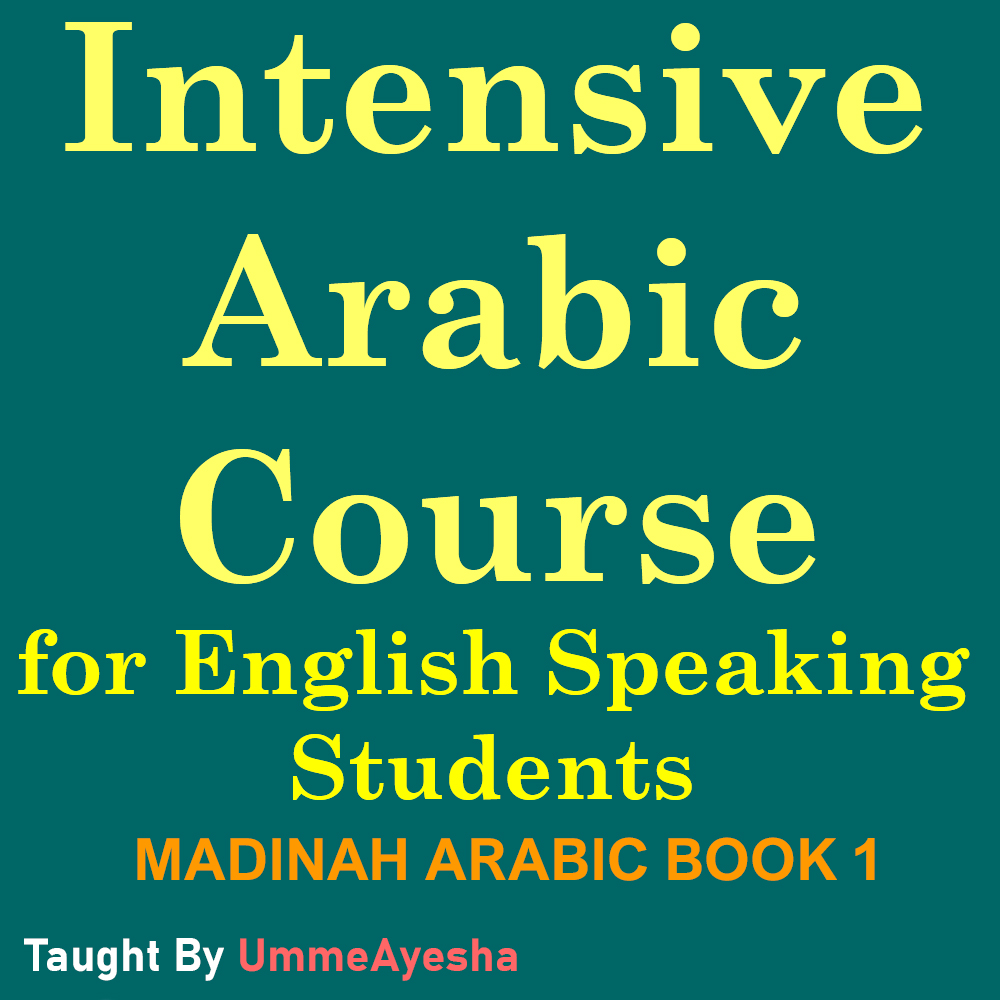 Intensive
Arabic
Course
for English Speaking
Students
MADINAH ARABIC BOOK 1
Taught By UmmeAyesha